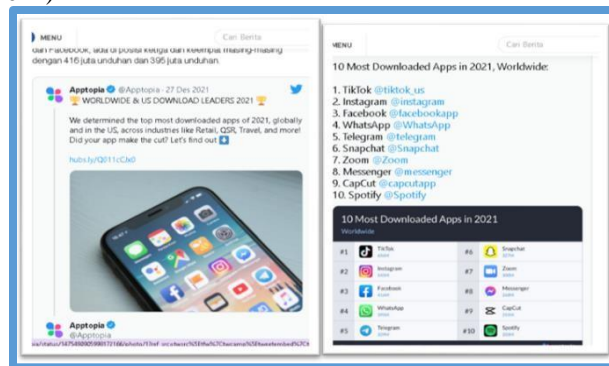 MENU
Cari Berita
dan Facebook, ada di posisi ketiga dan keempat masing-masing
dengan 416 juta unduhan dan 395 juta unduhan.
Apptopia @Apptopia · 27 Des 2021
🏆 WORLDWIDE & US DOWNLOAD LEADERS 2021 🏆
We determined the top most downloaded apps of 2021, globally
and in the US, across industries like Retail, QSR, Travel, and more!
Did your app make the cut? Let's find out ⬇️
Apptopia
@Apptopia
MENU
Cari Berita
10 Most Downloaded Apps in 2021, Worldwide:
1. TikTok @tiktok_us
2. Instagram @instagram
3. Facebook @facebookapp
4. WhatsApp @WhatsApp
5. Telegram @telegram
6. Snapchat @Snapchat
7. Zoom @Zoom
8. Messenger @messenger
9. CapCut @capcutapp
10. Spotify @Spotify
10 Most Downloaded Apps in 2021
Worldwide
#1 TikTok
#2 Instagram
#3 Facebook
#4 WhatsApp
#5 Telegram
#6 Snapchat
#7 Zoom
#8 Messenger
#9 CapCut
#10 Spotify